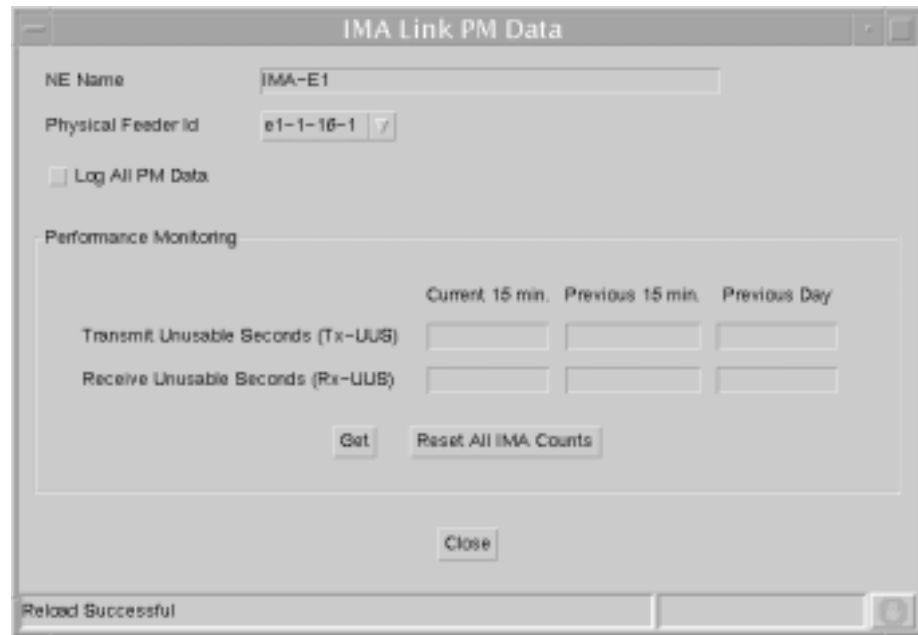 IMA Link PM Data
NE Name IMA-E1
Physical Feeder Id e1-1-16-1
Log All PM Data
Performance Monitoring
Current 15 min. Previous 15 min. Previous Day
Transmit Unusable Seconds (Tx-UUS)
Receive Unusable Seconds (Rx-UUS)
Get Reset All IMA Counts
Close
Reload Successful